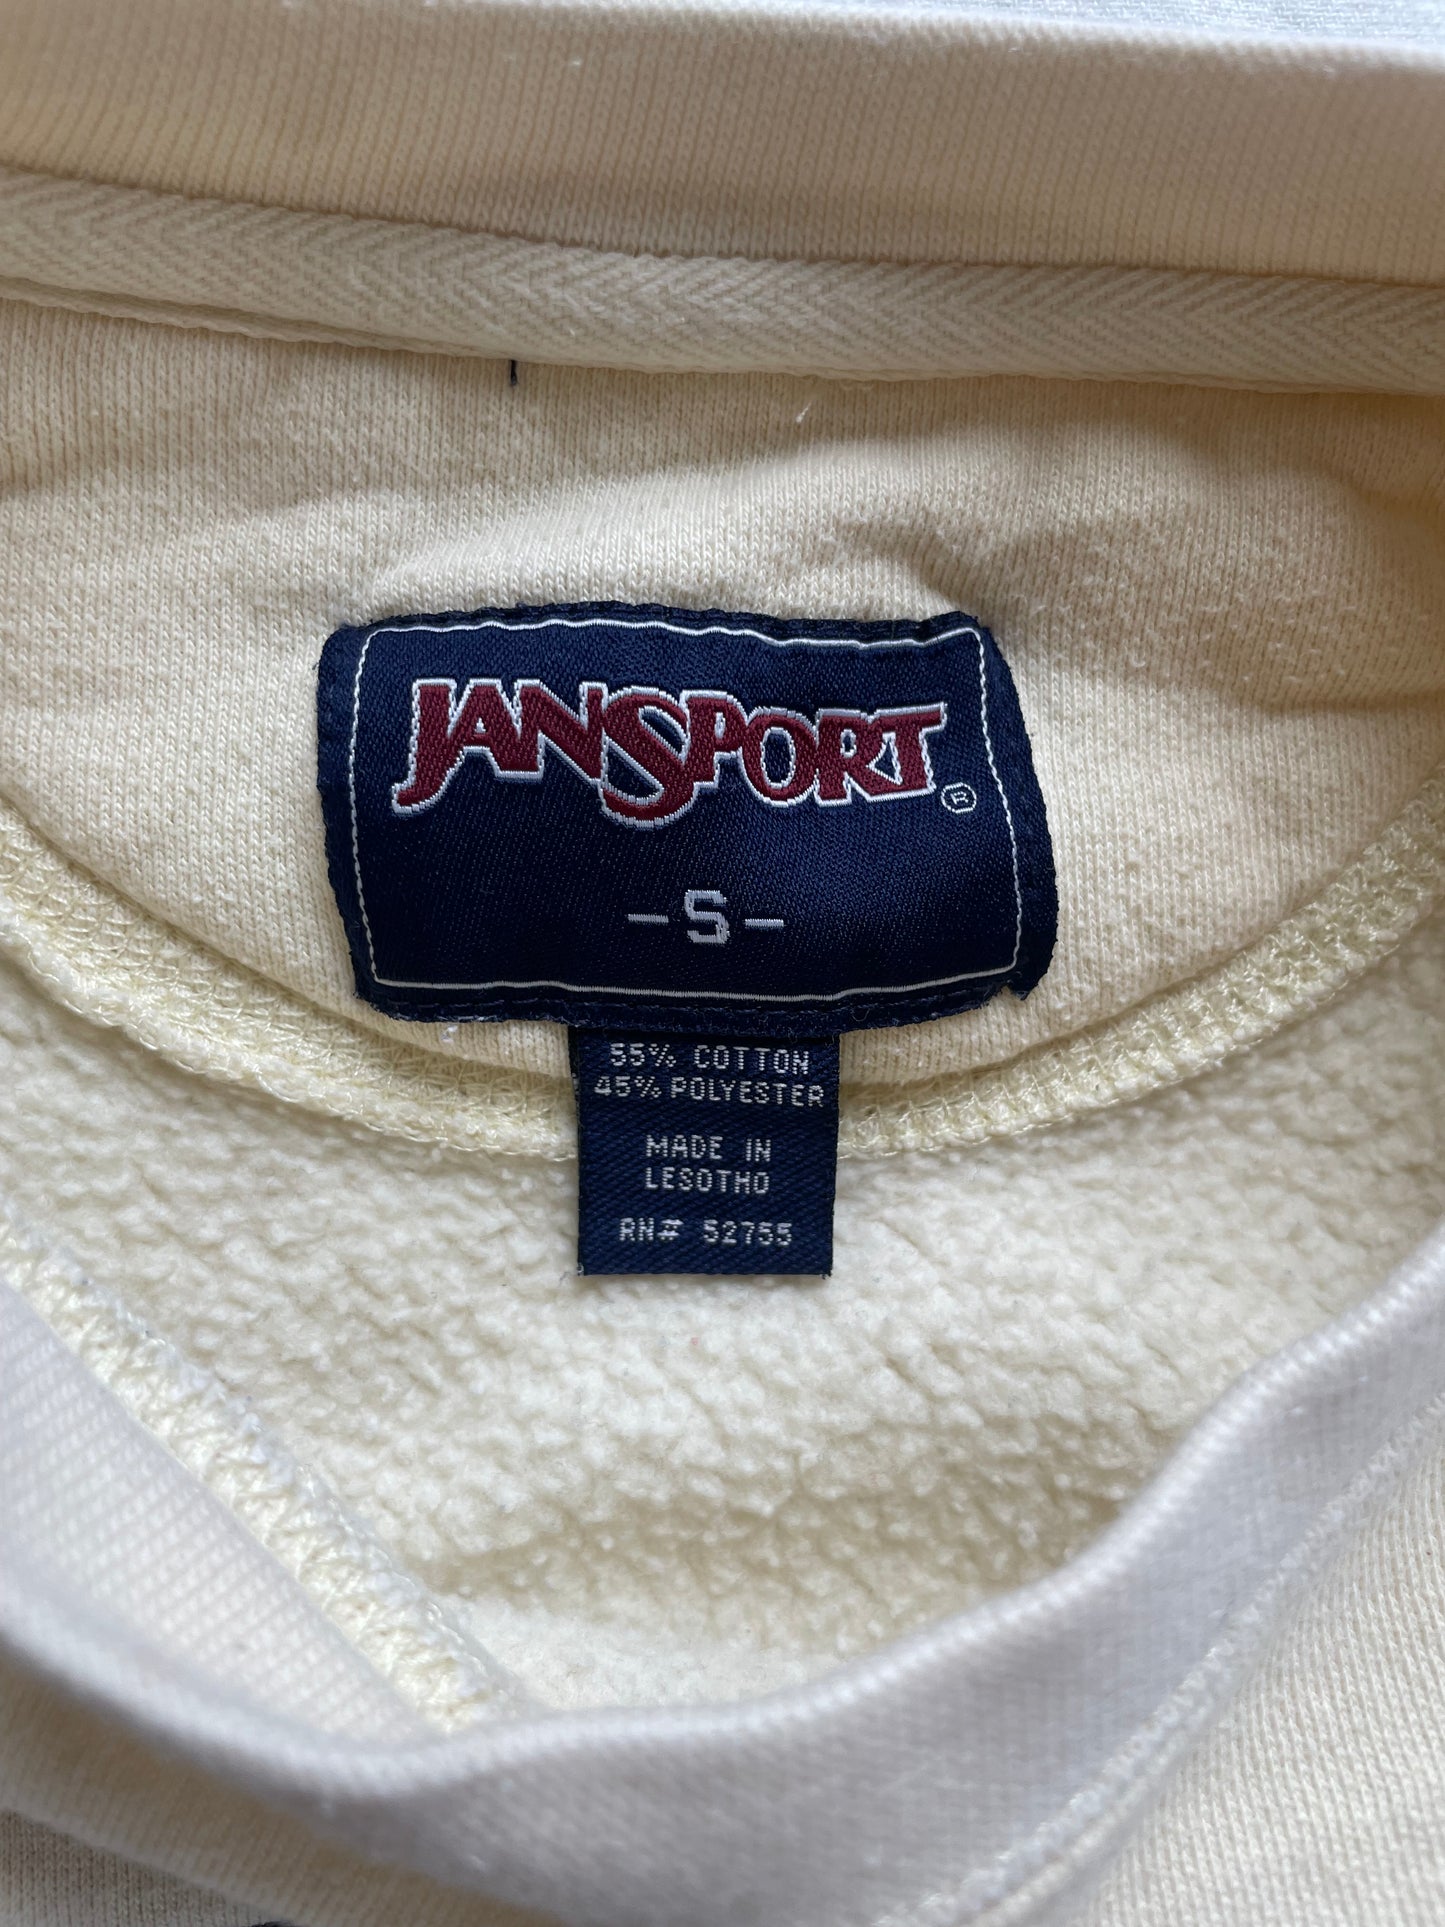 JANSPORT®
-S-
55% COTTON
45% POLYESTER
MADE IN
LESOTHO
RN# 52755